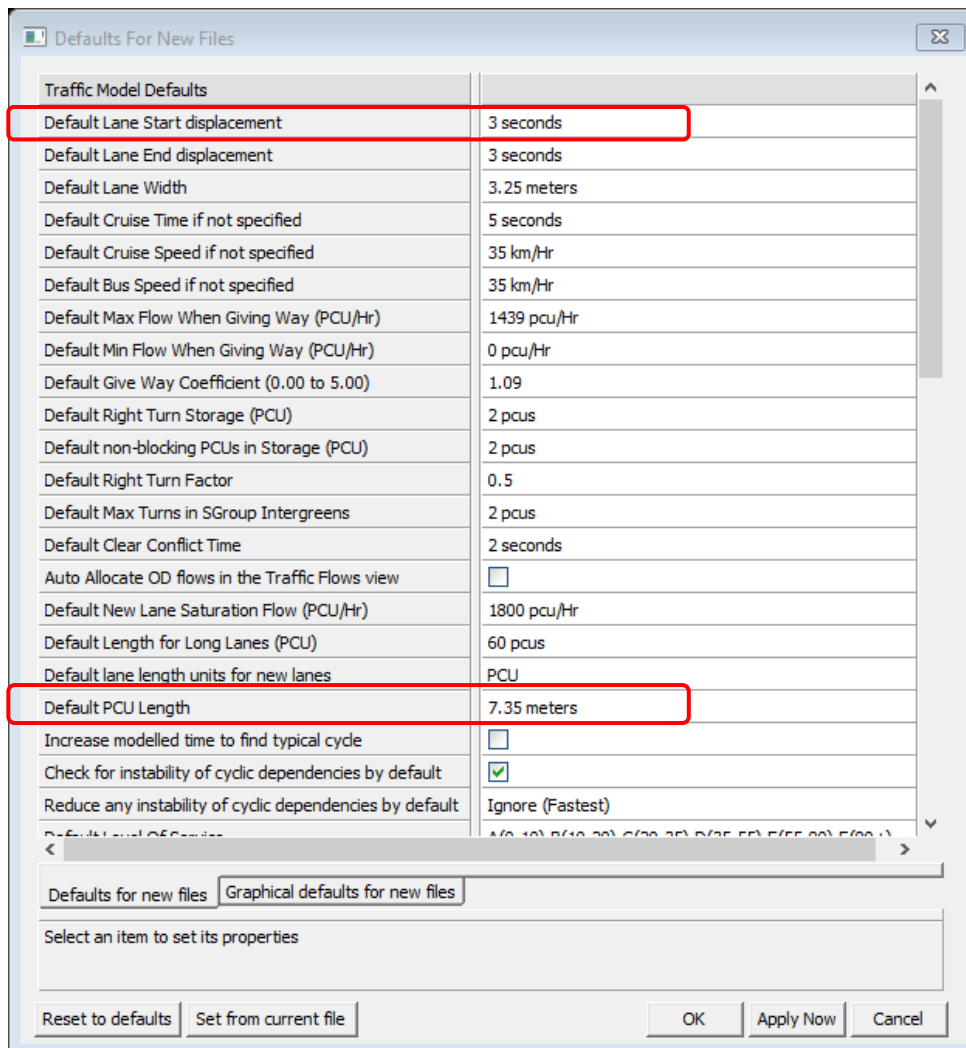 Defaults For New Files
Traffic Model Defaults
Default Lane Start displacement 3 seconds
Default Lane End displacement 3 seconds
Default Lane Width 3.25 meters
Default Cruise Time if not specified 5 seconds
Default Cruise Speed if not specified 35 km/Hr
Default Bus Speed if not specified 35 km/Hr
Default Max Flow When Giving Way (PCU/Hr) 1439 pcu/Hr
Default Min Flow When Giving Way (PCU/Hr) 0 pcu/Hr
Default Give Way Coefficient (0.00 to 5.00) 1.09
Default Right Turn Storage (PCU) 2 pcus
Default non-blocking PCUs in Storage (PCU) 2 pcus
Default Right Turn Factor 0.5
Default Max Turns in SGroup Intergreens 2 pcus
Default Clear Conflict Time 2 seconds
Auto Allocate OD flows in the Traffic Flows view
Default New Lane Saturation Flow (PCU/Hr) 1800 pcu/Hr
Default Length for Long Lanes (PCU) 60 pcus
Default lane length units for new lanes PCU
Default PCU Length 7.35 meters
Increase modelled time to find typical cycle
Check for instability of cyclic dependencies by default
Reduce any instability of cyclic dependencies by default Ignore (Fastest)
Default Level Of Service
Defaults for new files Graphical defaults for new files
Select an item to set its properties
Reset to defaults Set from current file OK Apply Now Cancel